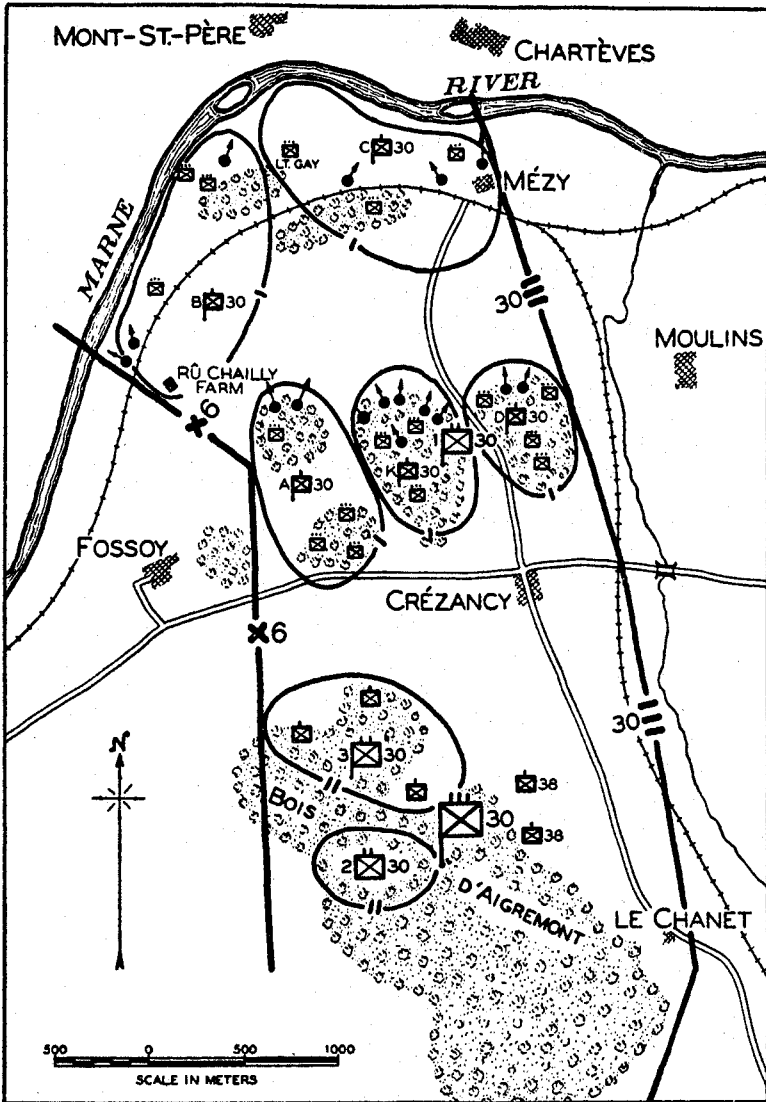 MONT-ST.-PÈRE
CHARTÈVES
RIVER
C 30
LT. GAY
MÉZY
MARNE
B 30
30
MOULINS
RÛ CHAILLY
FARM
6
D 30
1 30
K 30
A 30
FOSSOY
CRÉZANCY
6
30
N
3 30
BOIS
38
30
38
2 30
D'AIGREMONT
LE CHANET
500 0 500 1000
SCALE IN METERS